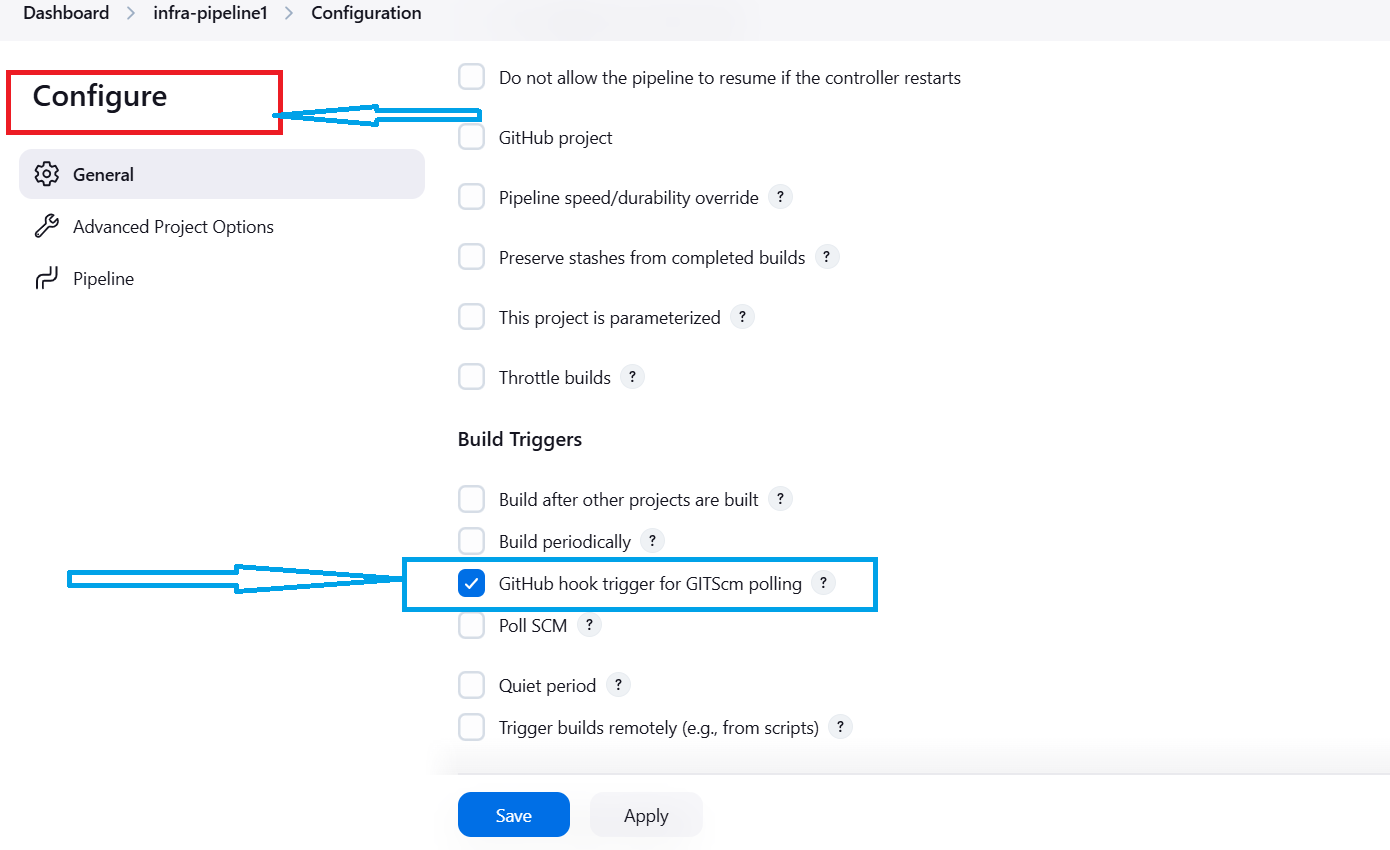 Dashboard > infra-pipeline1 > Configuration
Configure
General
Advanced Project Options
Pipeline
Do not allow the pipeline to resume if the controller restarts
GitHub project
Pipeline speed/durability override ?
Preserve stashes from completed builds ?
This project is parameterized ?
Throttle builds ?
Build Triggers
Build after other projects are built ?
Build periodically ?
GitHub hook trigger for GITScm polling ?
Poll SCM ?
Quiet period ?
Trigger builds remotely (e.g., from scripts) ?
Save Apply